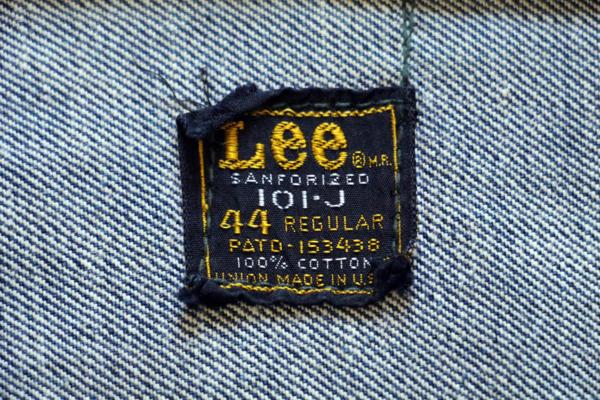 Lee ® M.R.
SANFORIZED
101-J
44 REGULAR
PATD-153438
100% COTTON
UNION MADE IN U.S